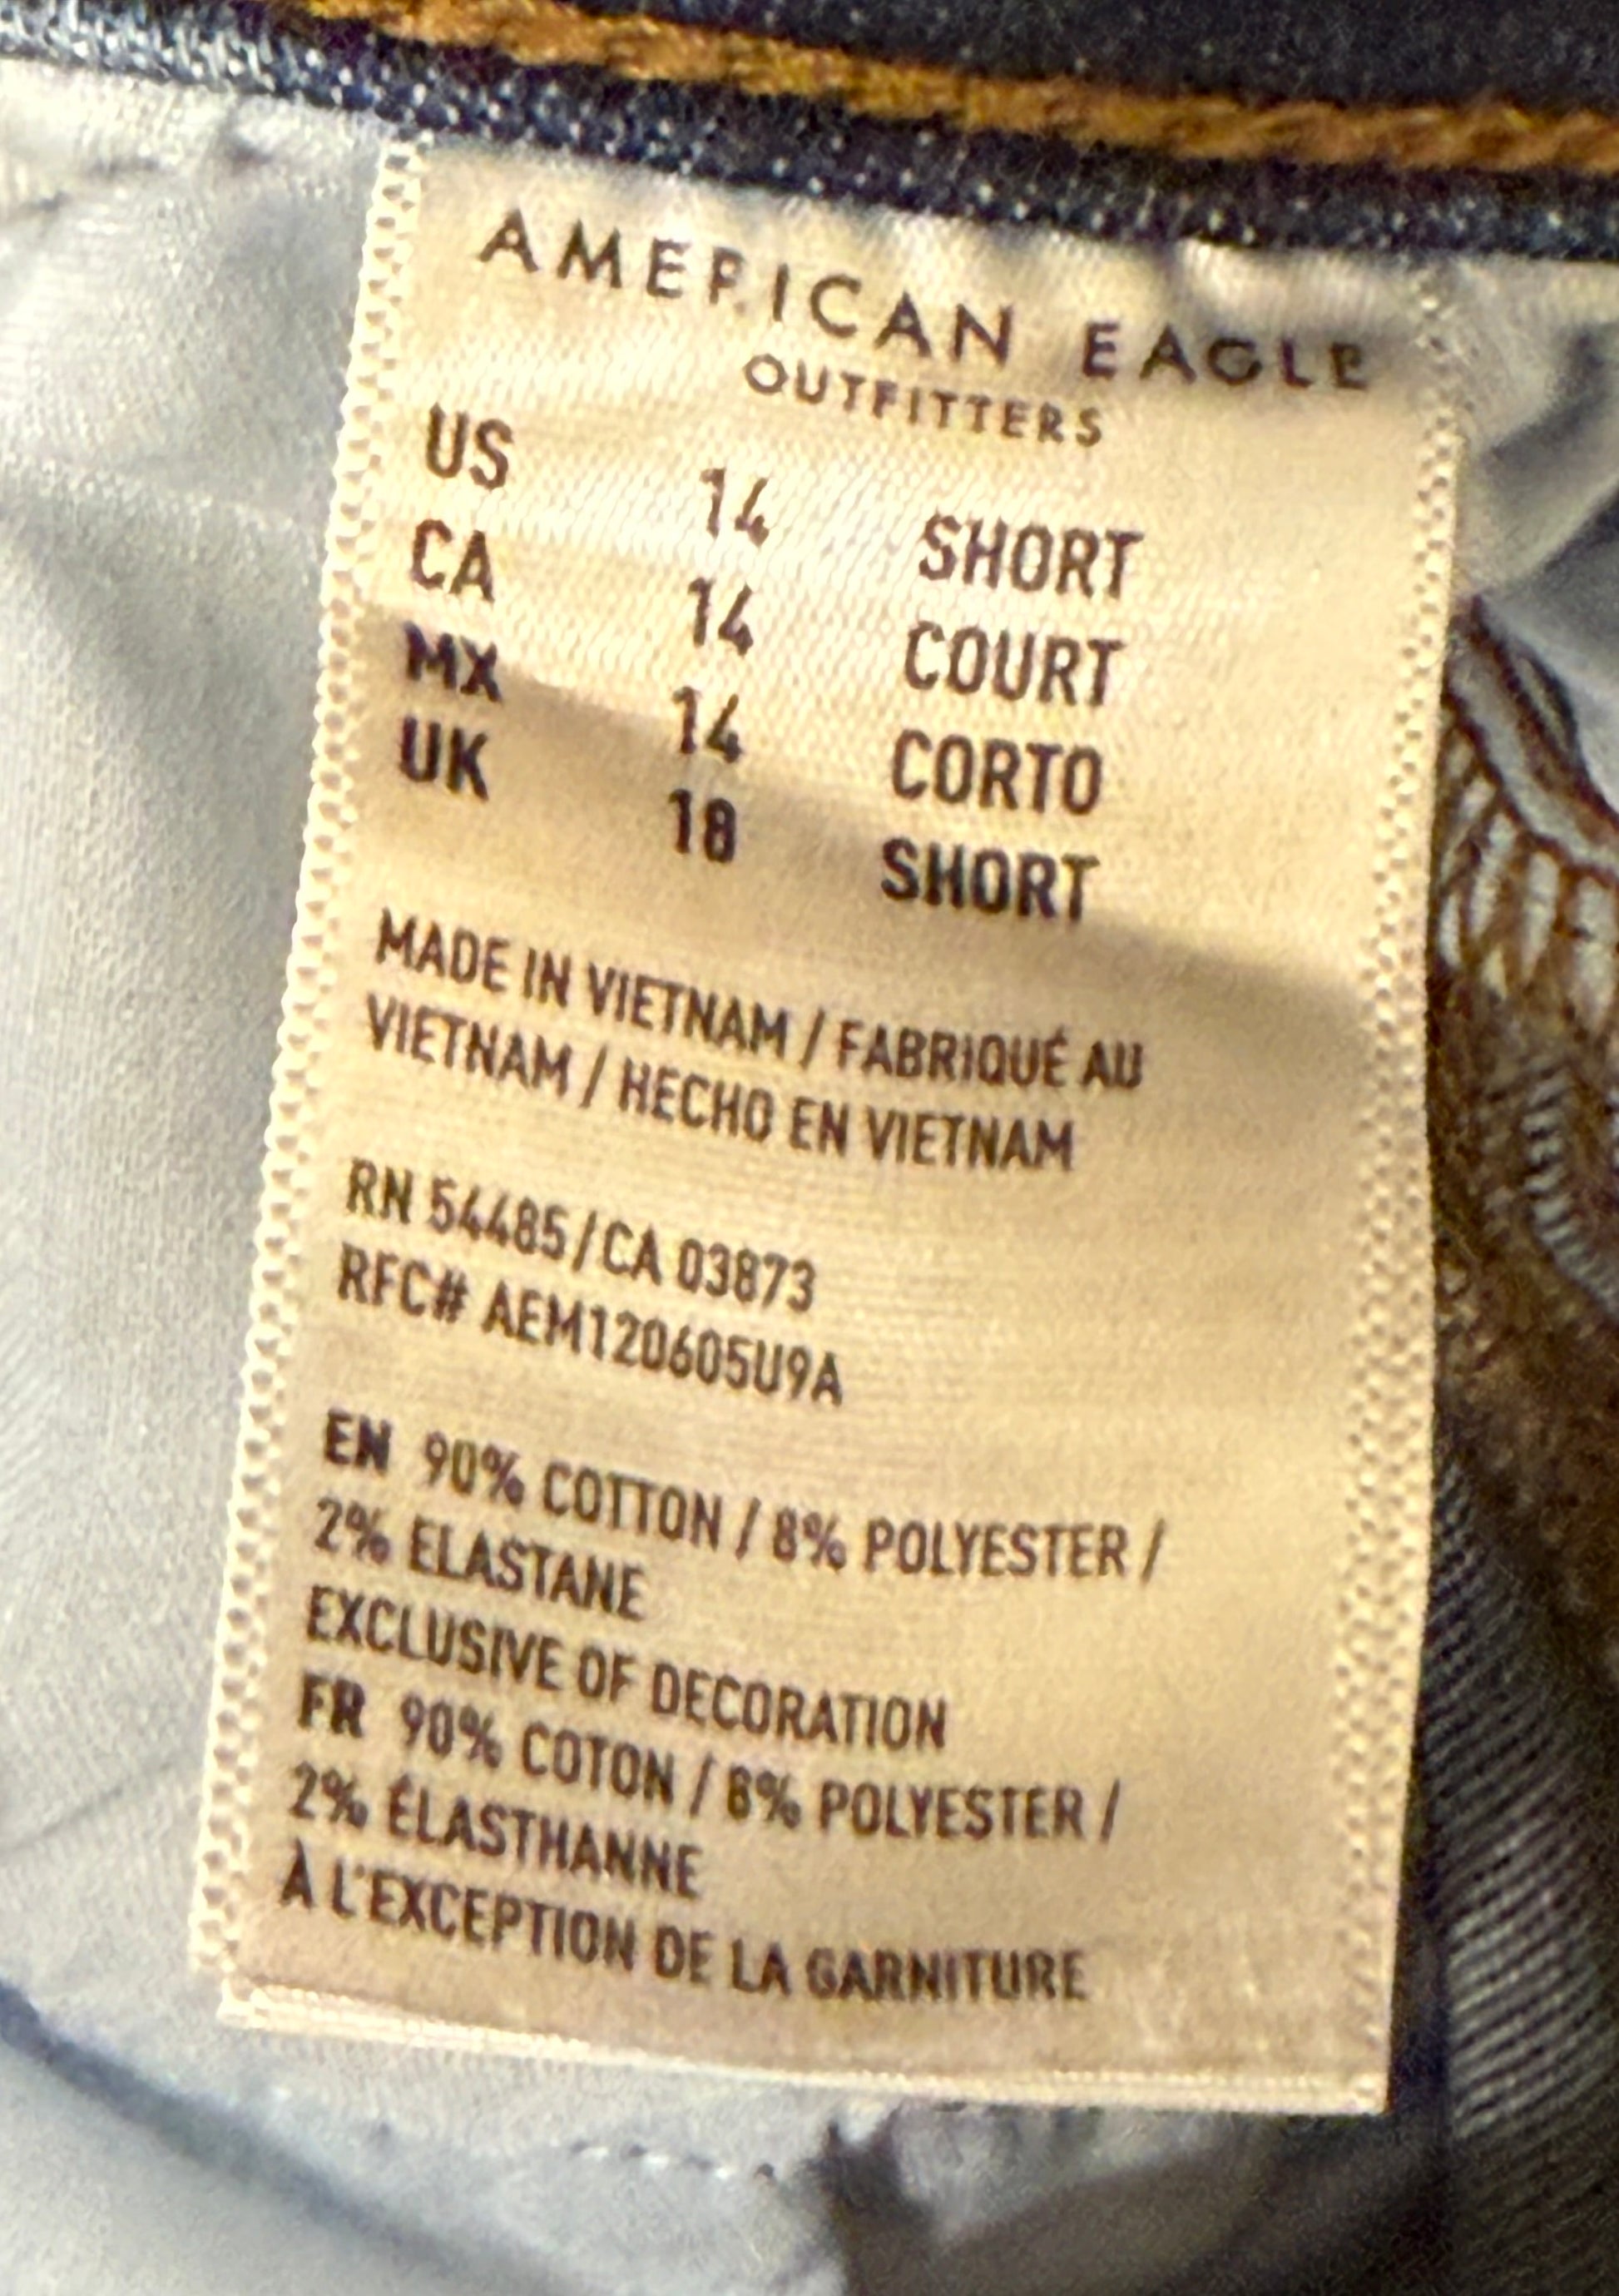 AMERICAN EAGLE
OUTFITTERS
US 14 SHORT
CA 14 COURT
MX 14 CORTO
UK 18 SHORT
MADE IN VIETNAM / FABRIQUÉ AU
VIETNAM / HECHO EN VIETNAM
RN 54485 / CA 03873
RFC# AEM120605U9A
EN 90% COTTON / 8% POLYESTER /
2% ELASTANE
EXCLUSIVE OF DECORATION
FR 90% COTON / 8% POLYESTER /
2% ÉLASTHANNE
À L'EXCEPTION DE LA GARNITURE